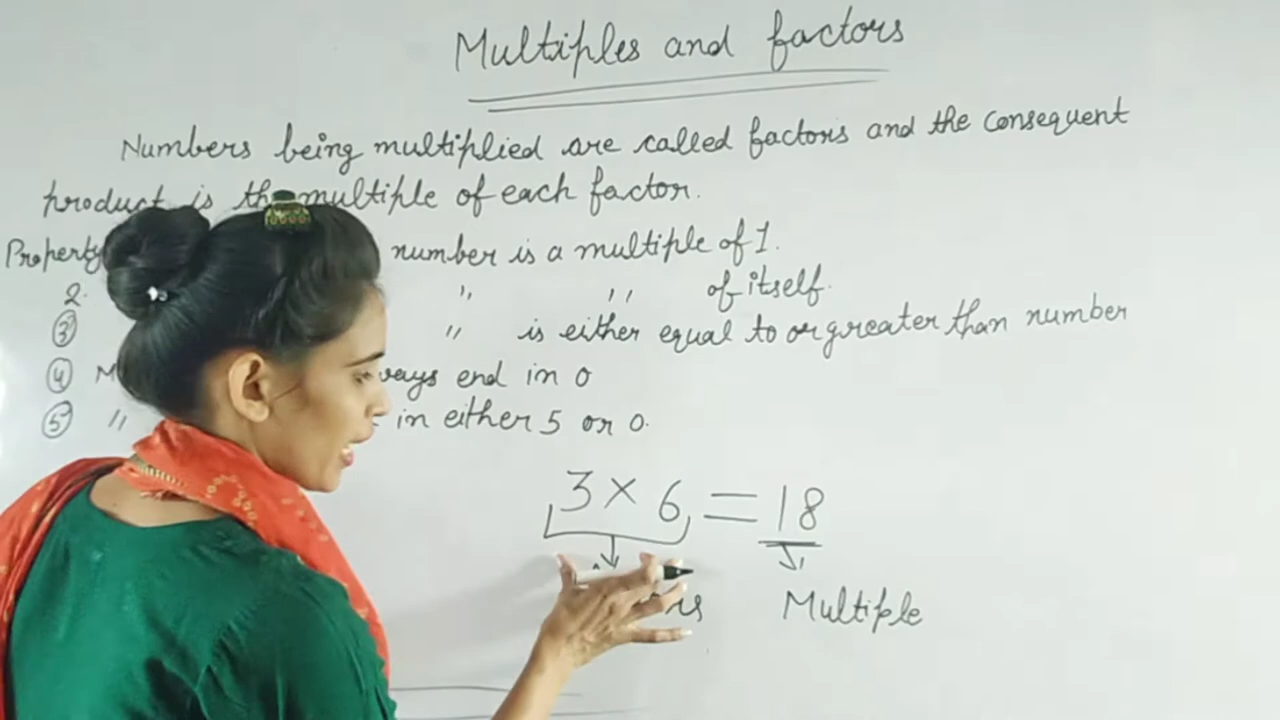 Multiples and factors
Numbers being multiplied are called factors and the consequent
product is the multiple of each factor.
Property number is a multiple of 1.
2. " " of itself.
③ " is either equal to or greater than number
④ end in 0
⑤ " in either 5 or 0.
3 × 6 = 18
Multiple